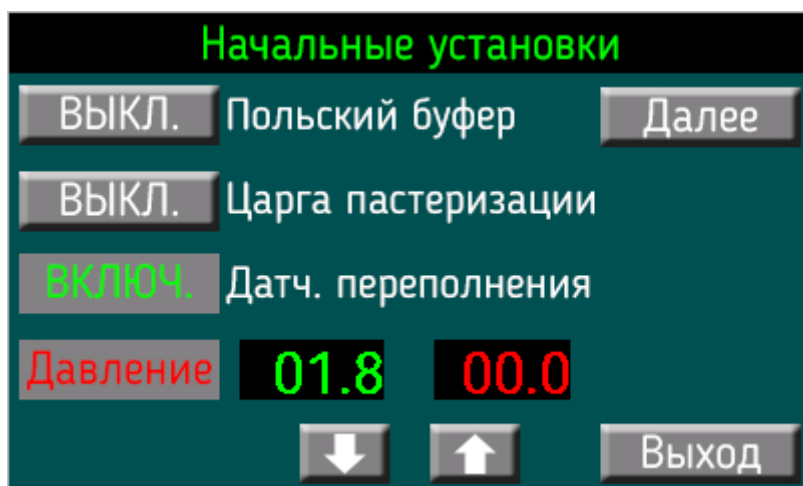 Начальные установки
ВЫКЛ. Польский буфер Далее
ВЫКЛ. Царга пастеризации
ВКЛЮЧ. Датч. переполнения
Давление 01.8 00.0
Выход